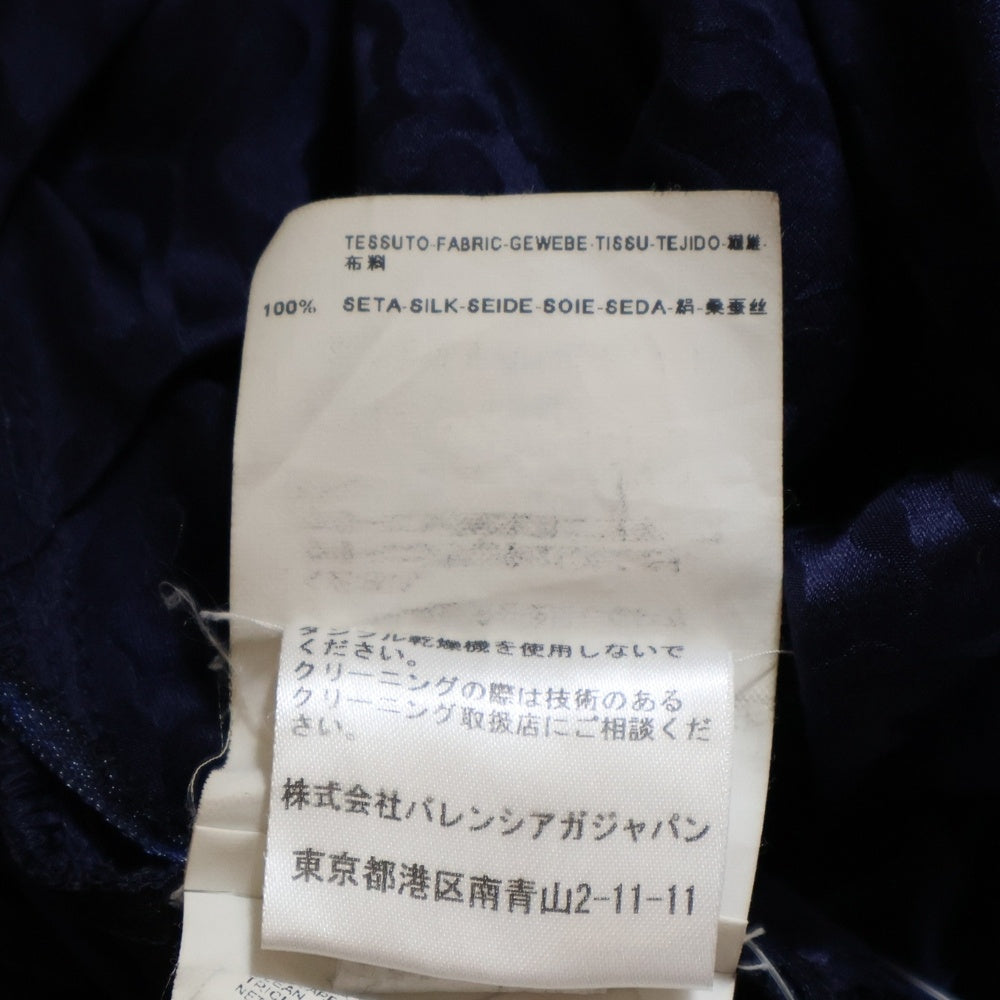 TESSUTO-FABRIC-GEWEBE-TISSU-TEJIDO-繊維-
布料
100% SETA-SILK-SEIDE-SOIE-SEDA-絹-桑蚕丝
タンブル乾燥機を使用しないで
ください。
クリーニングの際は技術のある
クリーニング取扱店にご相談くだ
さい。
株式会社バレンシアガジャパン
東京都港区南青山2-11-11